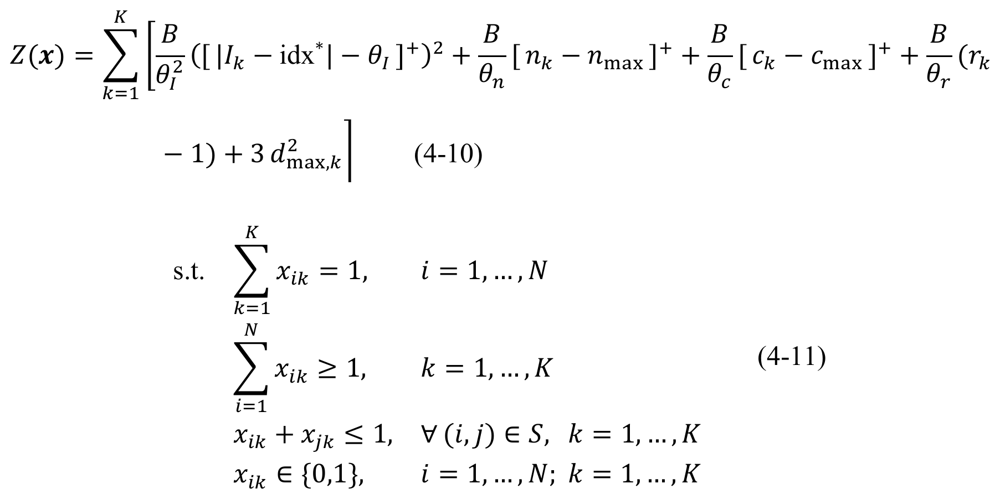 Z(𝒙) = ∑_{k=1}^{K} [ B/θ_I^2 ([ |I_k − idx*| − θ_I ]^+)^2 + B/θ_n [ n_k − n_max ]^+ + B/θ_c [ c_k − c_max ]^+ + B/θ_r (r_k
− 1) + 3 d_{max,k}^2 ] (4-10)
s.t. ∑_{k=1}^{K} x_{ik} = 1, i = 1, … , N
∑_{i=1}^{N} x_{ik} ≥ 1, k = 1, … , K (4-11)
x_{ik} + x_{jk} ≤ 1, ∀ (i, j) ∈ S, k = 1, … , K
x_{ik} ∈ {0,1}, i = 1, … , N; k = 1, … , K